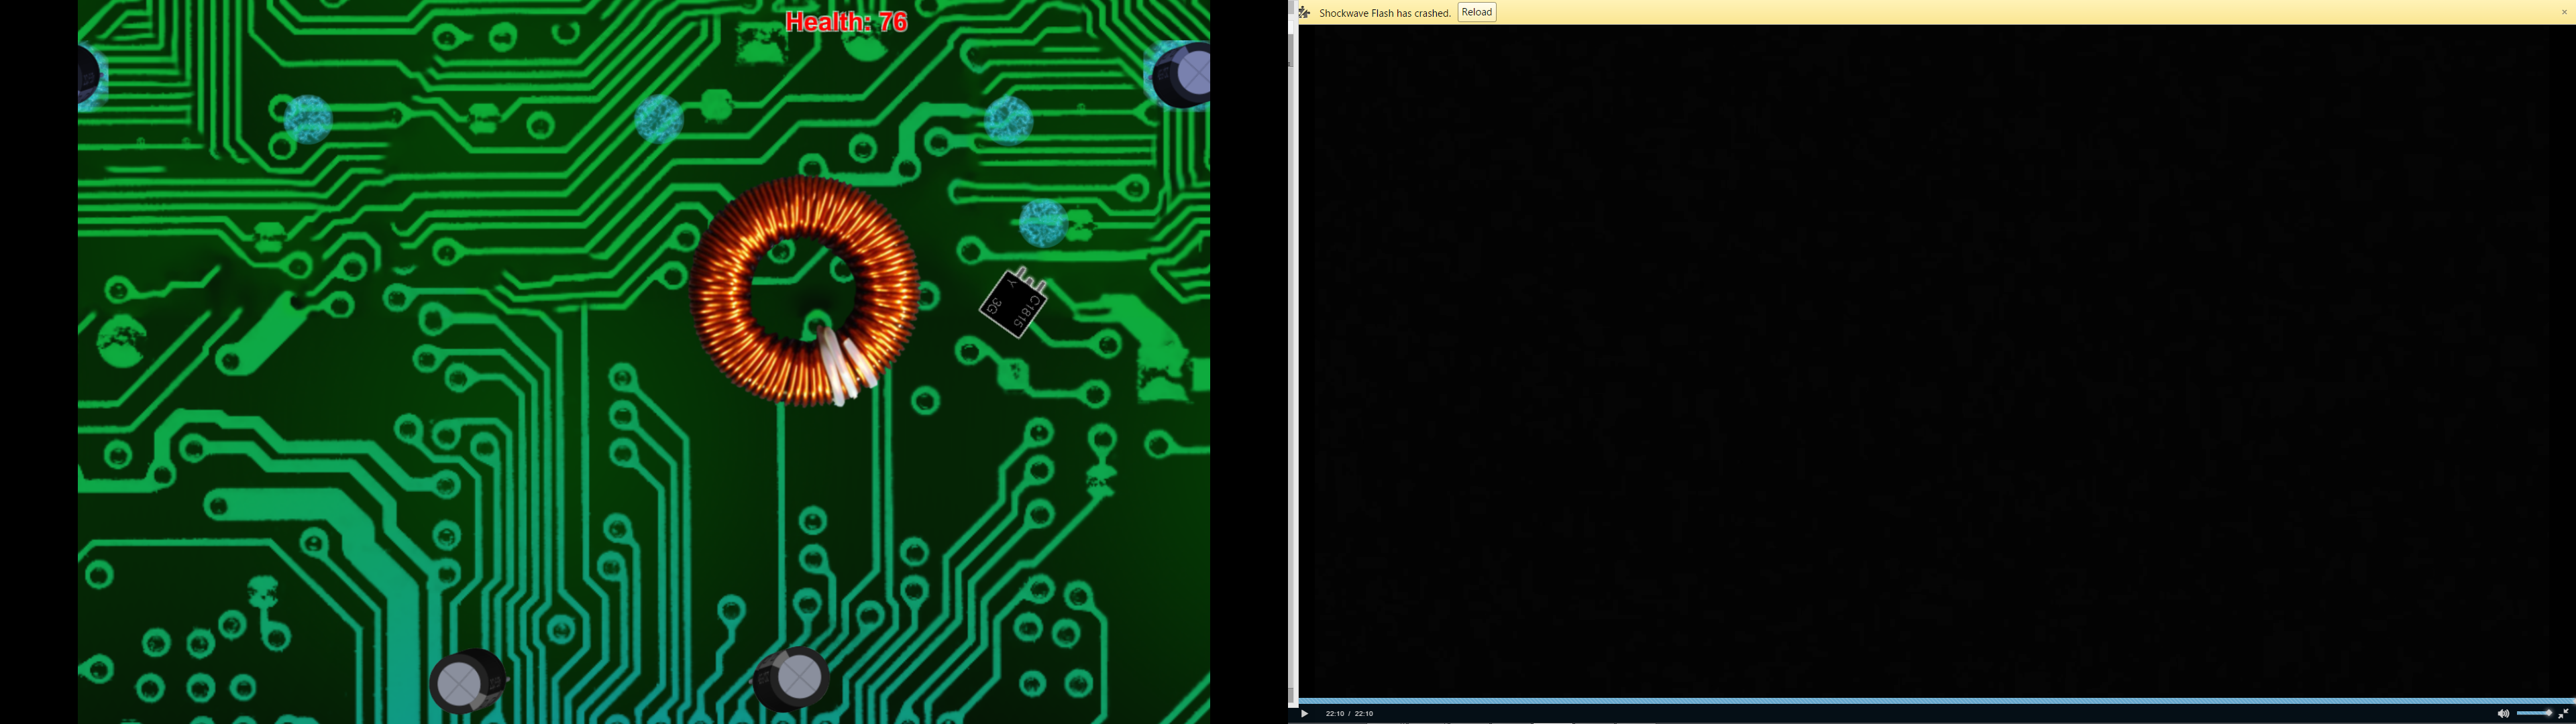 Health: 76
Y
3G
C1815
Shockwave Flash has crashed. Reload ×
22:10 / 22:10